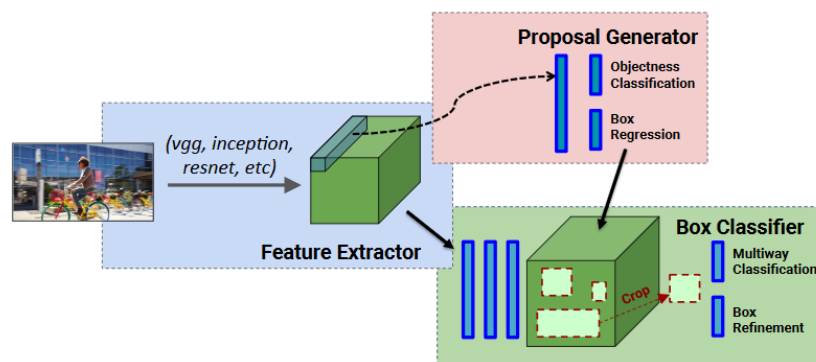 Proposal Generator
Objectness
Classification
Box
Regression
(vgg, inception,
resnet, etc)
Feature Extractor
Box Classifier
Multiway
Classification
Crop
Box
Refinement